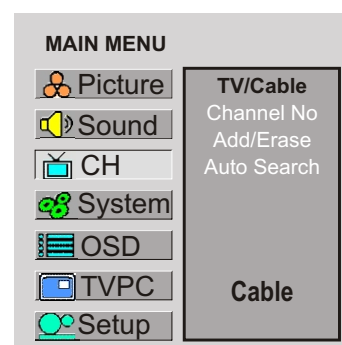 MAIN MENU
Picture
Sound
CH
System
OSD
TVPC
Setup
TV/Cable
Channel No
Add/Erase
Auto Search
Cable